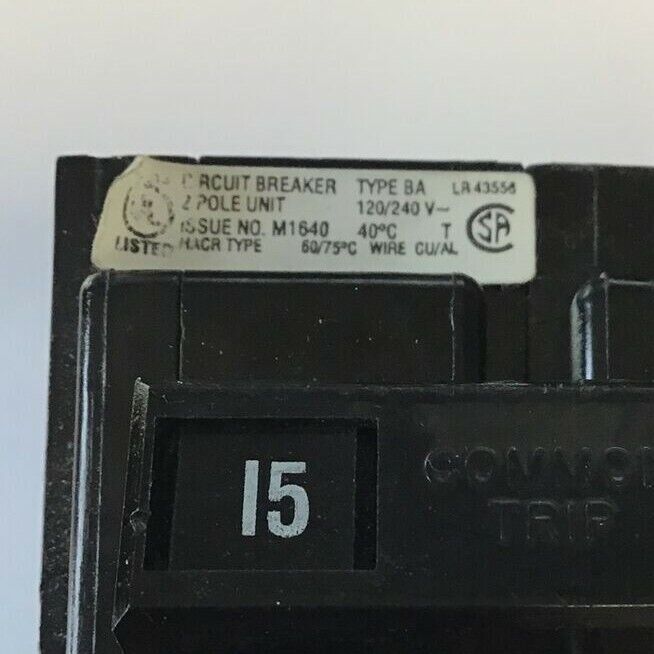 CIRCUIT BREAKER TYPE BA LR 43556
2 POLE UNIT 120/240 V~
ISSUE NO. M1640 40°C T
LISTED HACR TYPE 60/75°C WIRE CU/AL
15
COMMON
TRIP